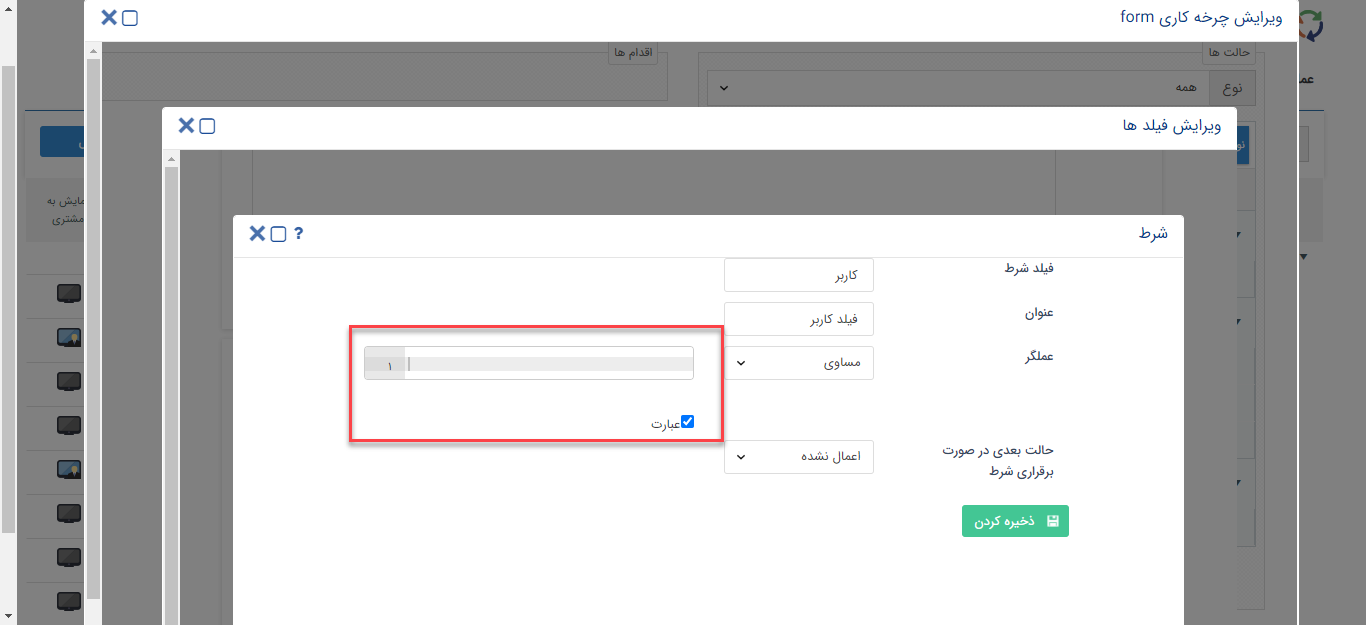 ویرایش چرخه کاری form
حالت ها
اقدام ها
نوع
همه
ویرایش فیلد ها
مایش به
مشتری
شرط
?
فیلد شرط
کاربر
عنوان
فیلد کاربر
عملگر
مساوی
۱
عبارت
حالت بعدی در صورت
برقراری شرط
اعمال نشده
ذخیره کردن